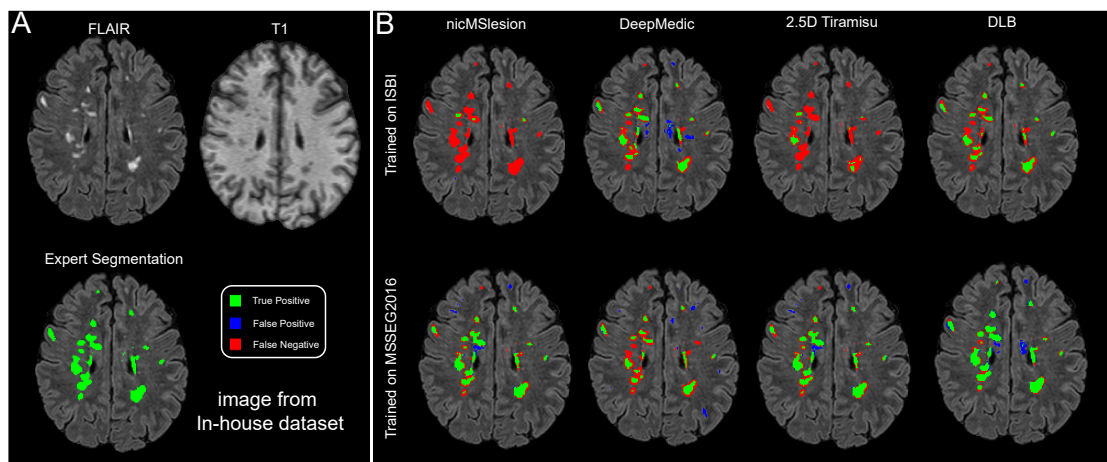 A
FLAIR
T1
Expert Segmentation
True Positive
False Positive
False Negative
image from
In-house dataset
B
nicMSlesion
DeepMedic
2.5D Tiramisu
DLB
Trained on ISBI
Trained on MSSEG2016